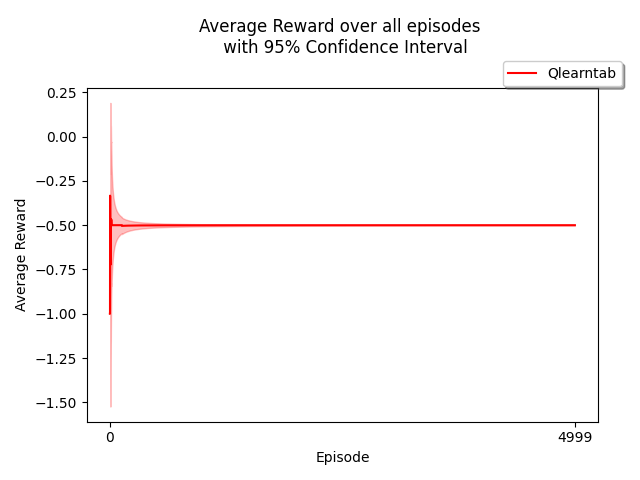 Average Reward over all episodes
with 95% Confidence Interval
Qlearntab
0.25
0.00
−0.25
−0.50
−0.75
−1.00
−1.25
−1.50
Average Reward
0
4999
Episode